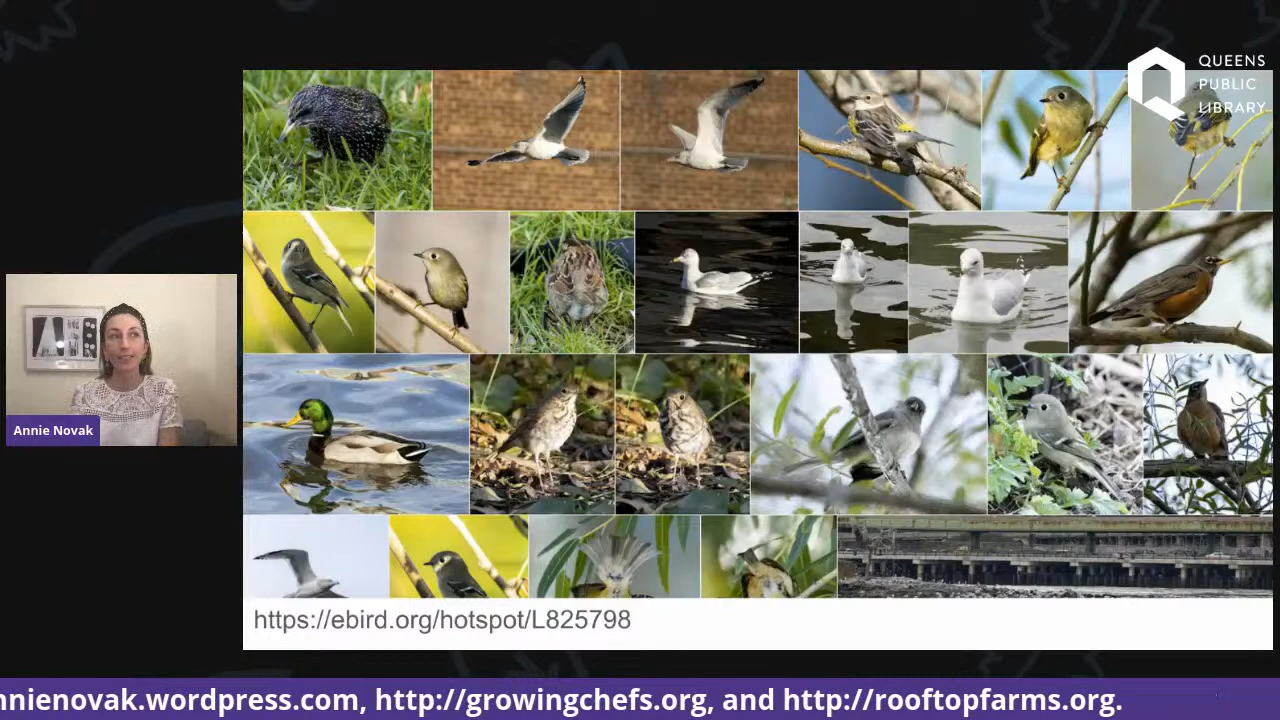 QUEENS
PUBLIC
LIBRARY
Annie Novak
https://ebird.org/hotspot/L825798
nnienovak.wordpress.com, http://growingchefs.org, and http://rooftopfarms.org.